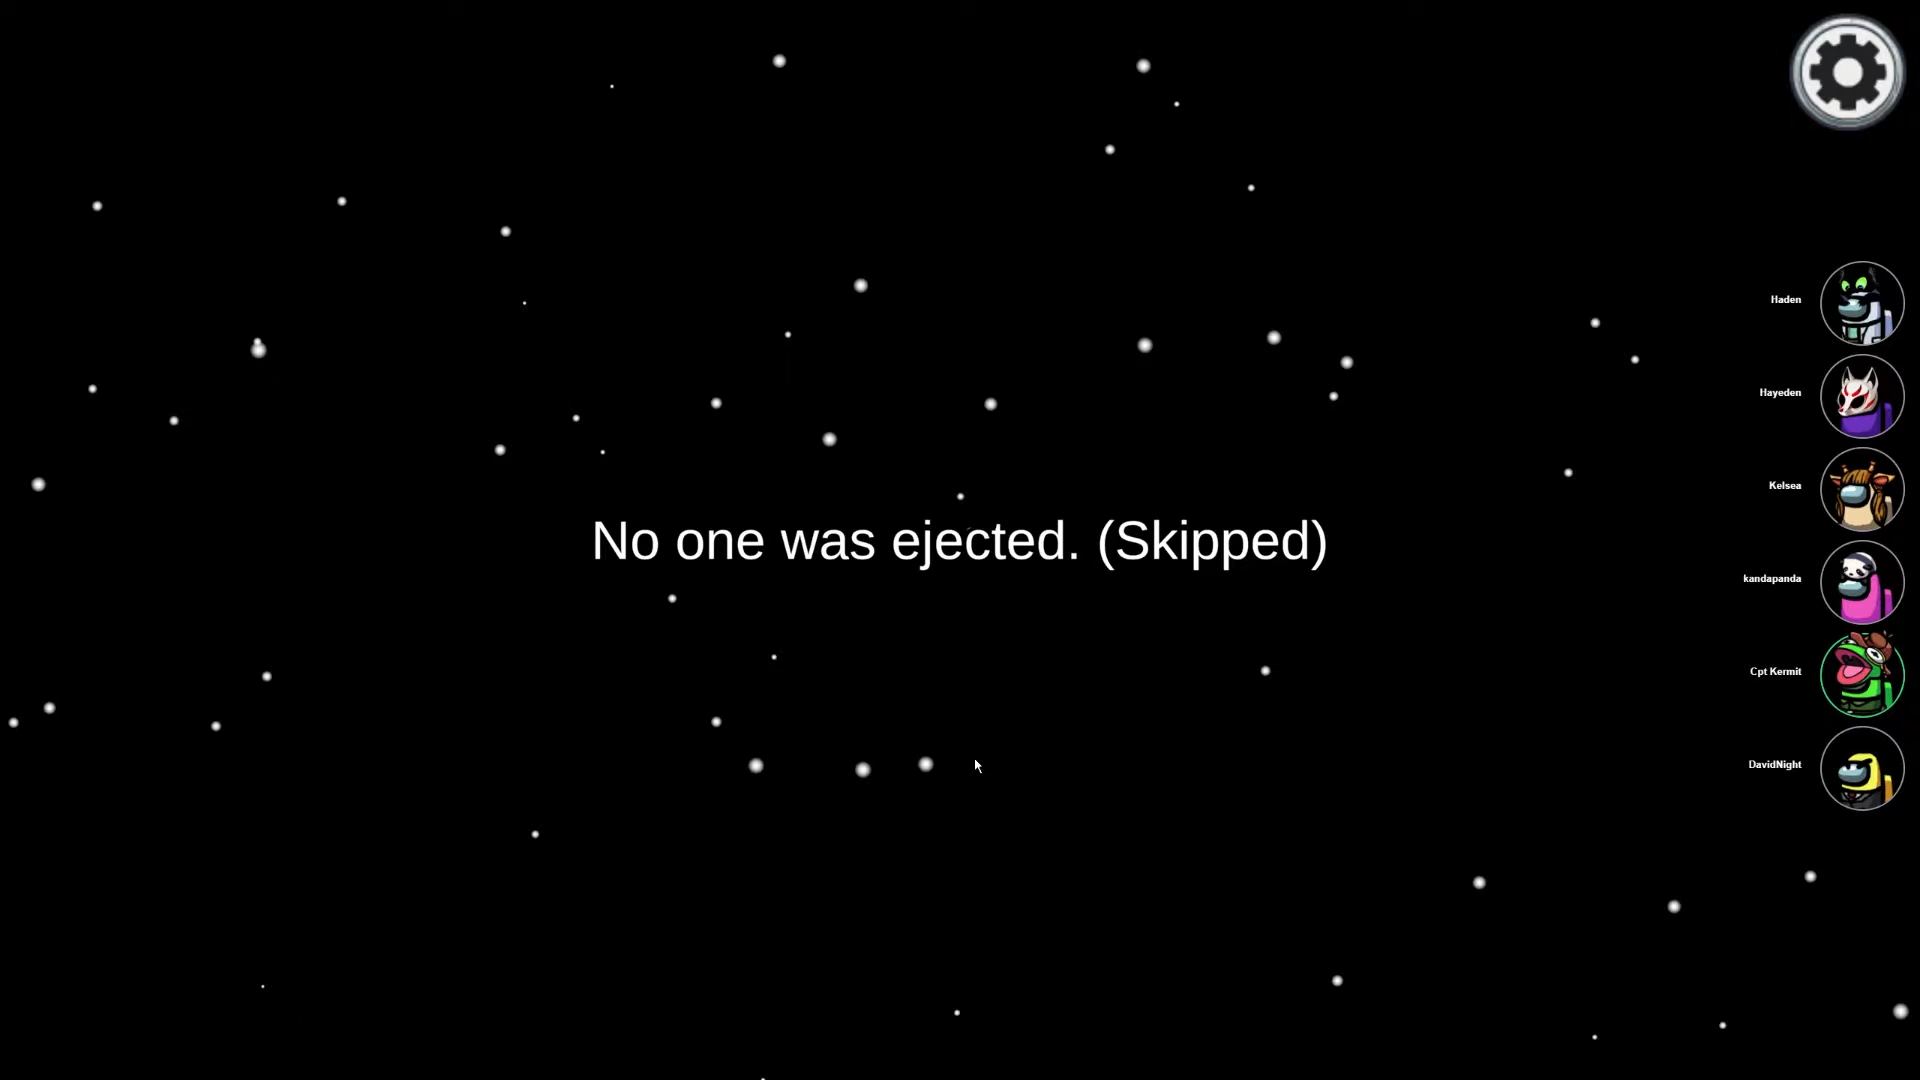 Haden
Hayeden
Kelsea
No one was ejected. (Skipped)
kandapanda
Cpt Kermit
DavidNight